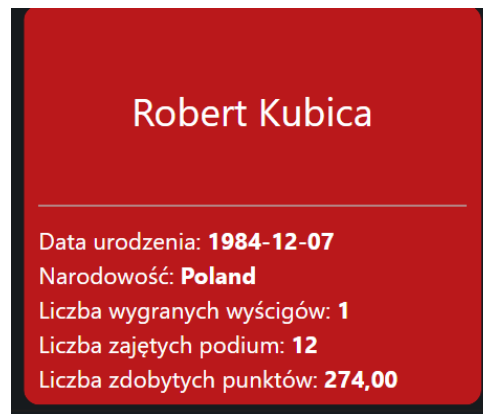 Robert Kubica
Data urodzenia: 1984-12-07
Narodowość: Poland
Liczba wygranych wyścigów: 1
Liczba zajętych podium: 12
Liczba zdobytych punktów: 274,00